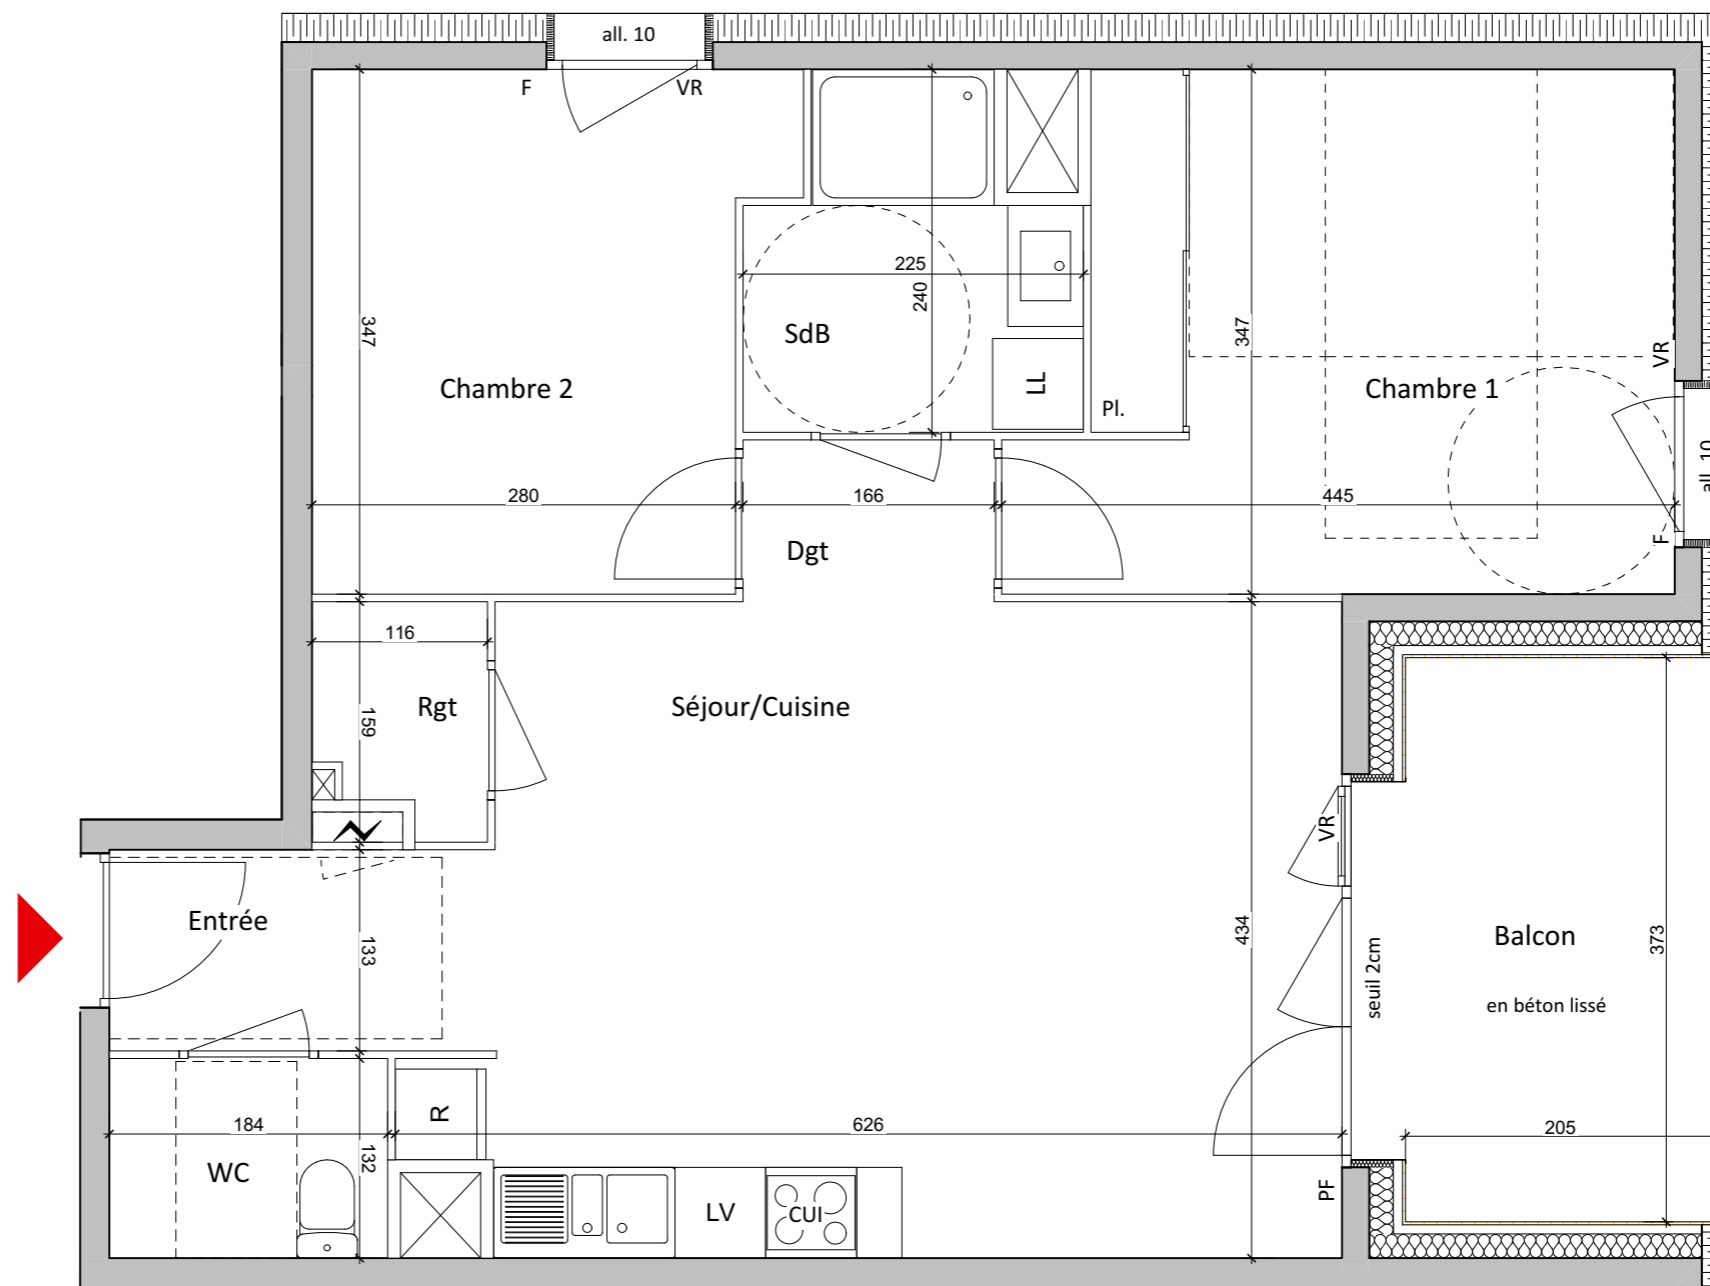 all. 10
F
VR
225
240
SdB
347
347
VR
Chambre 2
LL
Pl.
Chambre 1
all. 10
280
166
445
F
Dgt
116
Rgt
159
Séjour/Cuisine
VR
Entrée
133
434
seuil 2cm
Balcon
373
en béton lissé
184
R
626
205
132
WC
PF
LV
CUI